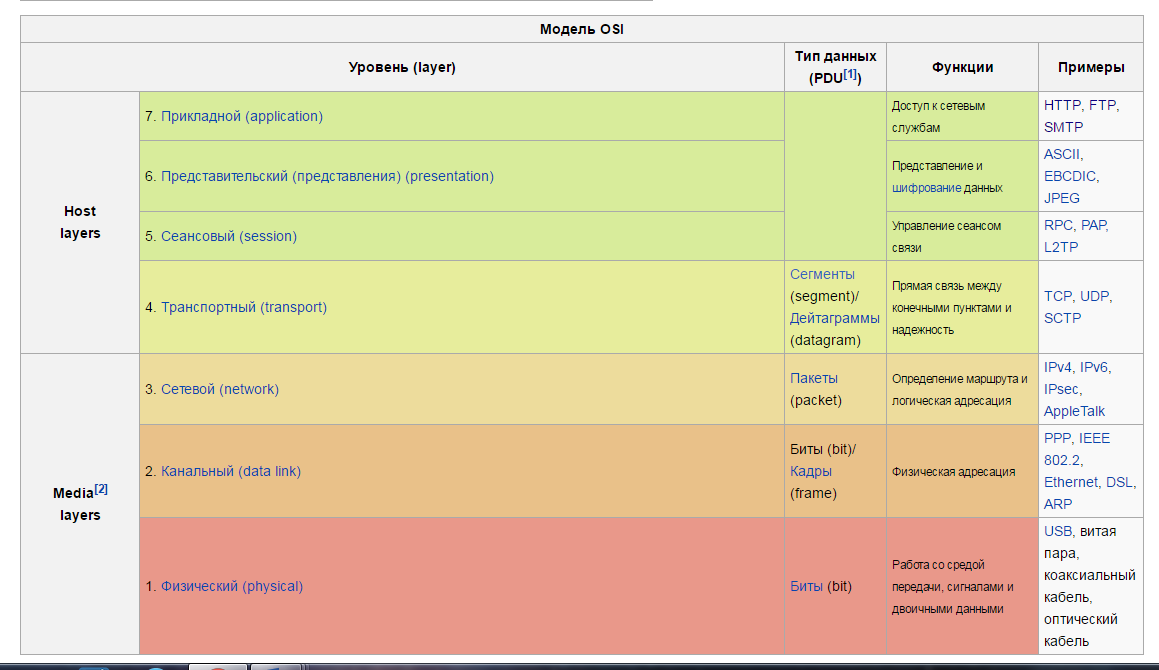 Модель OSI
Уровень (layer)
Тип данных
(PDU[1])
Функции
Примеры
Host
layers
7. Прикладной (application)
Доступ к сетевым
службам
HTTP, FTP,
SMTP
6. Представительский (представления) (presentation)
Представление и
шифрование данных
ASCII,
EBCDIC,
JPEG
5. Сеансовый (session)
Управление сеансом
связи
RPC, PAP,
L2TP
4. Транспортный (transport)
Сегменты
(segment)/
Дейтаграммы
(datagram)
Прямая связь между
конечными пунктами и
надежность
TCP, UDP,
SCTP
Media[2]
layers
3. Сетевой (network)
Пакеты
(packet)
Определение маршрута и
логическая адресация
IPv4, IPv6,
IPsec,
AppleTalk
2. Канальный (data link)
Биты (bit)/
Кадры
(frame)
Физическая адресация
PPP, IEEE
802.2,
Ethernet, DSL,
ARP
1. Физический (physical)
Биты (bit)
Работа со средой
передачи, сигналами и
двоичными данными
USB, витая
пара,
коаксиальный
кабель,
оптический
кабель